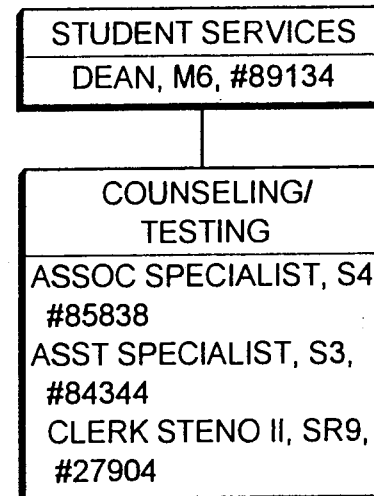 STUDENT SERVICES
DEAN, M6, #89134
COUNSELING/
TESTING
ASSOC SPECIALIST, S4
#85838
ASST SPECIALIST, S3,
#84344
CLERK STENO II, SR9,
#27904